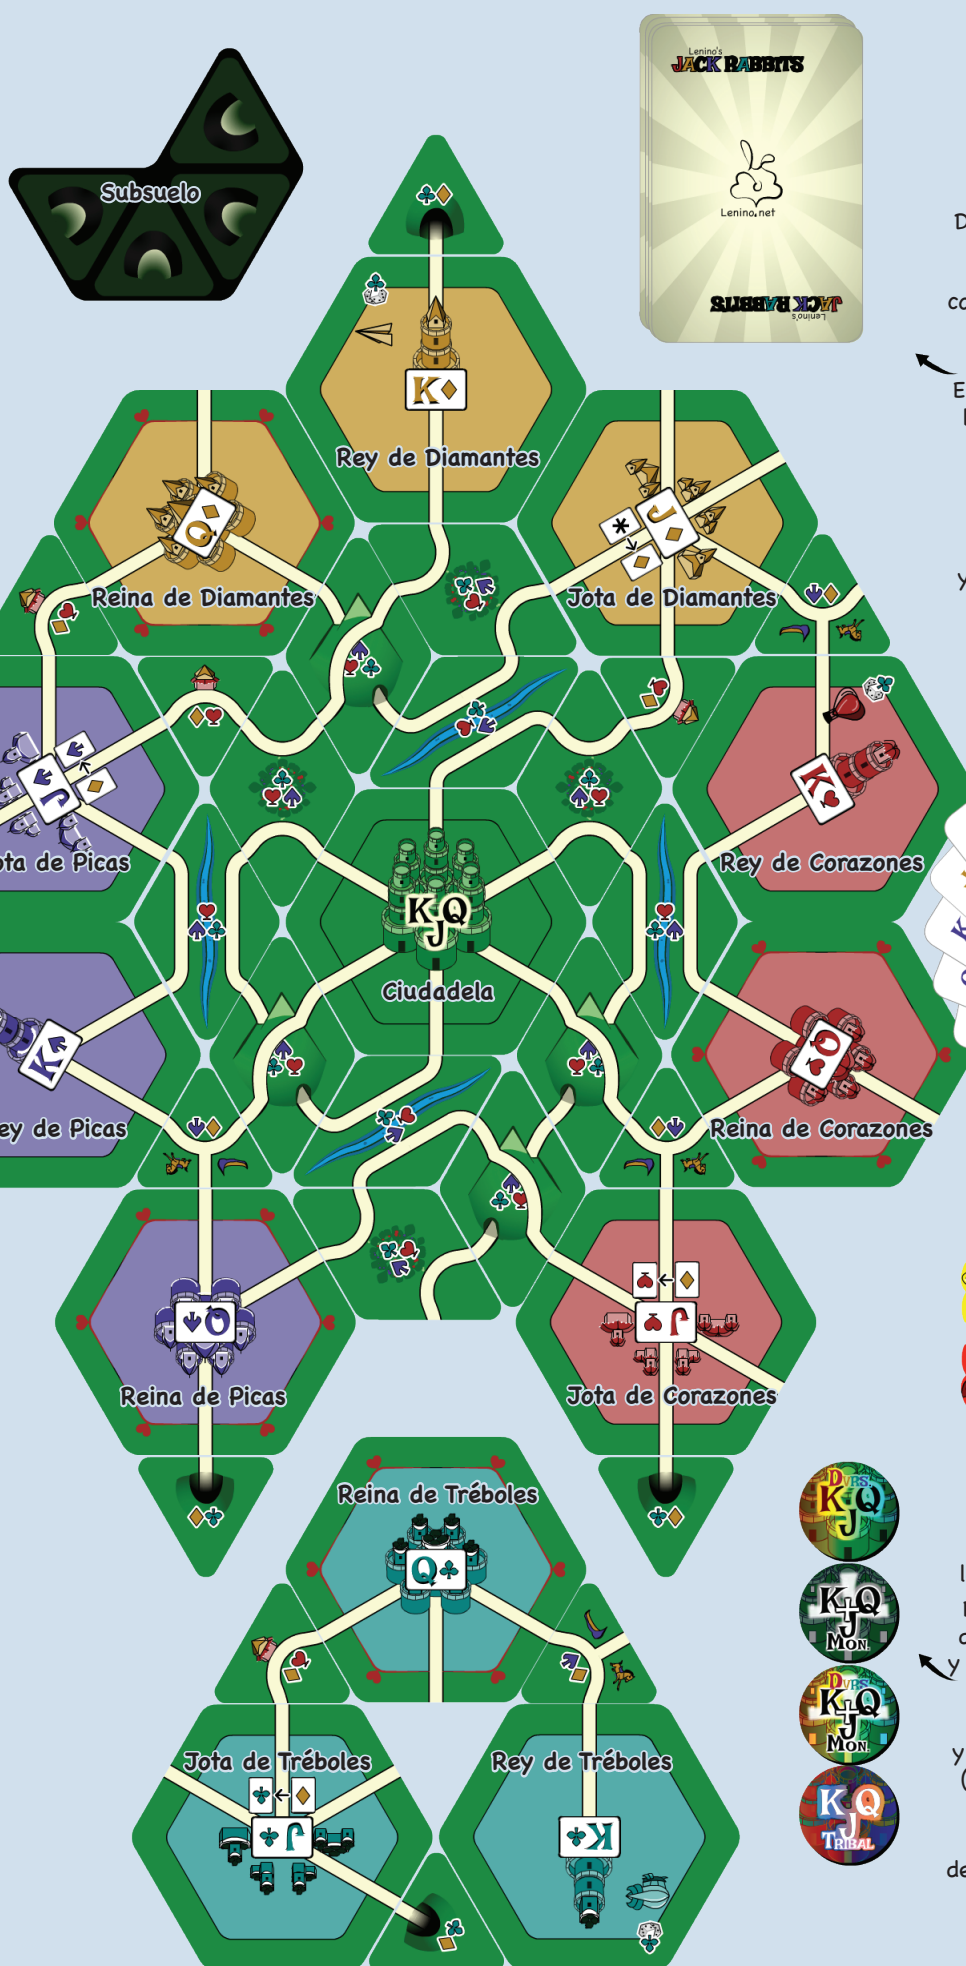 Lenino's
JACK RABBITS
Lenino.net
JACK RABBITS
Lenino's
Subsuelo
K
Rey de Diamantes
Q
Reina de Diamantes
J
Jota de Diamantes
J
ota de Picas
K
Rey de Corazones
K Q
J
Ciudadela
K
ey de Picas
Q
Reina de Corazones
Q
Reina de Picas
J
Jota de Corazones
Reina de Tréboles
Q
Jota de Tréboles
J
Rey de Tréboles
K
DVRS.
K Q
J
K Q
J
MON.
DVRS.
K Q
J
MON.
K Q
J
TRIBAL
y
y